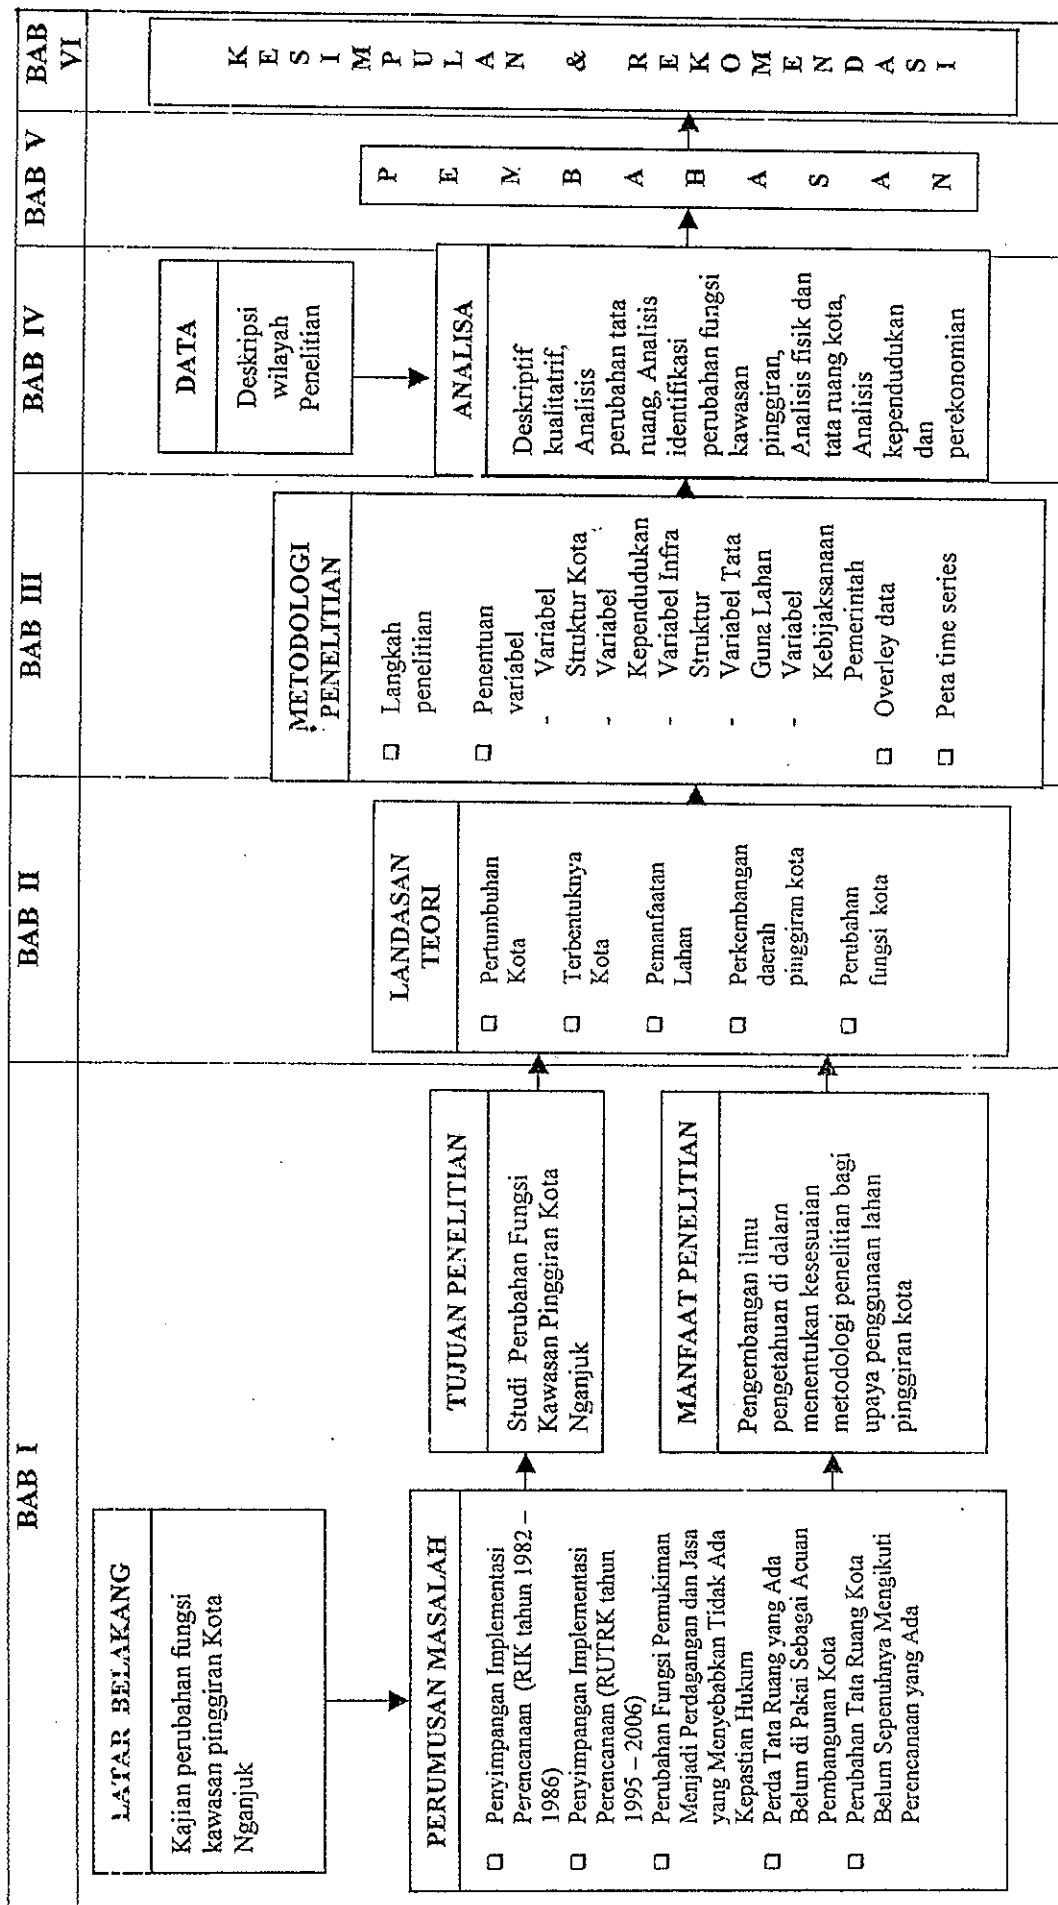 BAB I
BAB II
BAB III
BAB IV
BAB V
BAB
VI
LATAR BELAKANG
Kajian perubahan fungsi
kawasan pinggiran Kota
Nganjuk
PERUMUSAN MASALAH
❏ Penyimpangan Implementasi
Perencanaan (RIK tahun 1982 –
1986)
❏ Penyimpangan Implementasi
Perencanaan (RUTRK tahun
1995 – 2006)
❏ Perubahan Fungsi Pemukiman
Menjadi Perdagangan dan Jasa
yang Menyebabkan Tidak Ada
Kepastian Hukum
❏ Perda Tata Ruang yang Ada
Belum di Pakai Sebagai Acuan
Pembangunan Kota
❏ Perubahan Tata Ruang Kota
Belum Sepenuhnya Mengikuti
Perencanaan yang Ada
TUJUAN PENELITIAN
Studi Perubahan Fungsi
Kawasan Pinggiran Kota
Nganjuk
MANFAAT PENELITIAN
Pengembangan ilmu
pengetahuan di dalam
menentukan kesesuaian
metodologi penelitian bagi
upaya penggunaan lahan
pinggiran kota
LANDASAN
TEORI
❏ Pertumbuhan
Kota
❏ Terbentuknya
Kota
❏ Pemanfaatan
Lahan
❏ Perkembangan
daerah
pinggiran kota
❏ Perubahan
fungsi kota
METODOLOGI
PENELITIAN
❏ Langkah
penelitian
❏ Penentuan
variabel
- Variabel
Struktur Kota
- Variabel
Kependudukan
- Variabel Infra
Struktur
- Variabel Tata
Guna Lahan
- Variabel
Kebijaksanaan
Pemerintah
❏ Overley data
❏ Peta time series
DATA
Deskripsi
wilayah
Penelitian
ANALISA
Deskriptif
kualitatrif,
Analisis
perubahan tata
ruang, Analisis
identifikasi
perubahan fungsi
kawasan
pinggiran,
Analisis fisik dan
tata ruang kota,
Analisis
kependudukan
dan
perekonomian
P E M B A H A S A N
K E S I M P U L A N & R E K O M E N D A S I